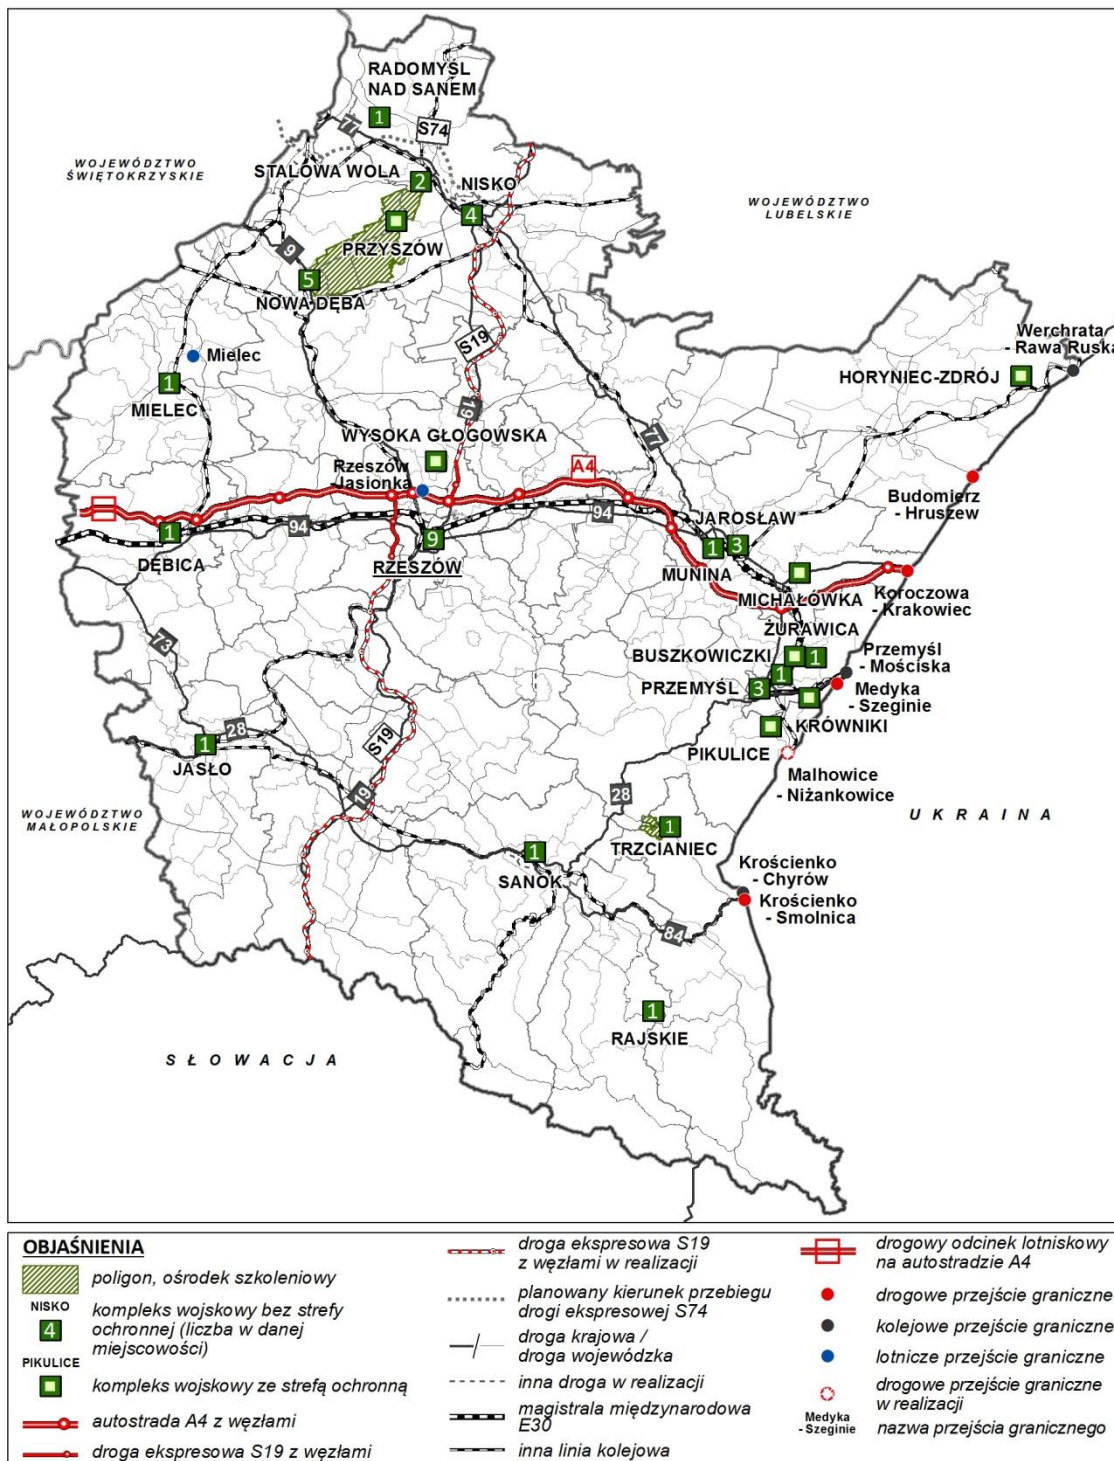 RADOMYŚL
NAD SANEM
1
77
S74
WOJEWÓDZTWO
ŚWIĘTOKRZYSKIE
STALOWA WOLA
2
NISKO
4
WOJEWÓDZTWO
LUBELSKIE
PRZYSZÓW
9
5
NOWA DĘBA
S19
Mielec
1
MIELEC
Werchrata
- Rawa Ruska
HORYNIEC-ZDRÓJ
19
77
WYSOKA GŁOGOWSKA
Rzeszów
-Jasionka
A4
Budomierz
- Hruszew
94
94
1
DĘBICA
9
RZESZÓW
JAROSŁAW
1
3
MUNINA
MICHAŁÓWKA
Koroczowa
- Krakowiec
ŻURAWICA
73
BUSZKOWICZKI
1
1
Przemyśl
- Mościska
PRZEMYŚL
3
Medyka
- Szeginie
KRÓWNIKI
28
1
JASŁO
S19
PIKULICE
Malhowice
- Niżankowice
19
28
WOJEWÓDZTWO
MAŁOPOLSKIE
UKRAINA
1
TRZCIANIEC
1
SANOK
Krościenko
- Chyrów
Krościenko
- Smolnica
84
1
RAJSKIE
SŁOWACJA
OBJAŚNIENIA
poligon, ośrodek szkoleniowy
NISKO
4
kompleks wojskowy bez strefy
ochronnej (liczba w danej
miejscowości)
PIKULICE
kompleks wojskowy ze strefą ochronną
autostrada A4 z węzłami
droga ekspresowa S19 z węzłami
droga ekspresowa S19
z węzłami w realizacji
planowany kierunek przebiegu
drogi ekspresowej S74
droga krajowa /
droga wojewódzka
inna droga w realizacji
magistrala międzynarodowa
E30
inna linia kolejowa
drogowy odcinek lotniskowy
na autostradzie A4
drogowe przejście graniczne
kolejowe przejście graniczne
lotnicze przejście graniczne
drogowe przejście graniczne
w realizacji
Medyka
- Szeginie
nazwa przejścia granicznego